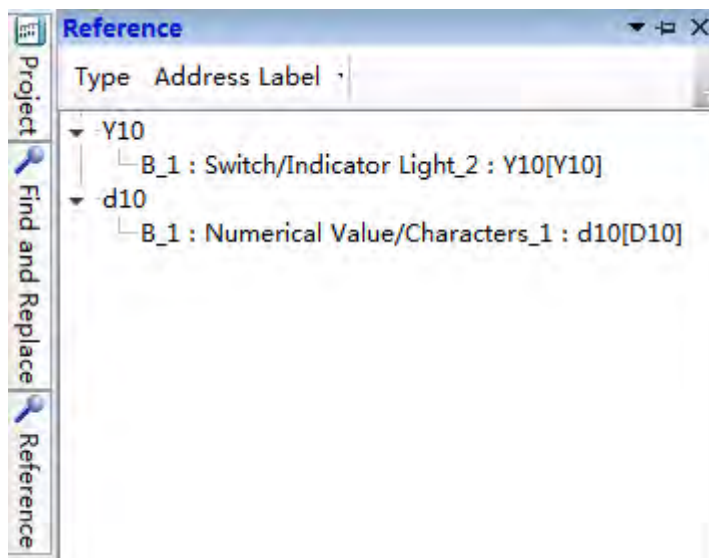 Reference
Type Address Label
Y10
B_1 : Switch/Indicator Light_2 : Y10[Y10]
d10
B_1 : Numerical Value/Characters_1 : d10[D10]
Project
Find and Replace
Reference